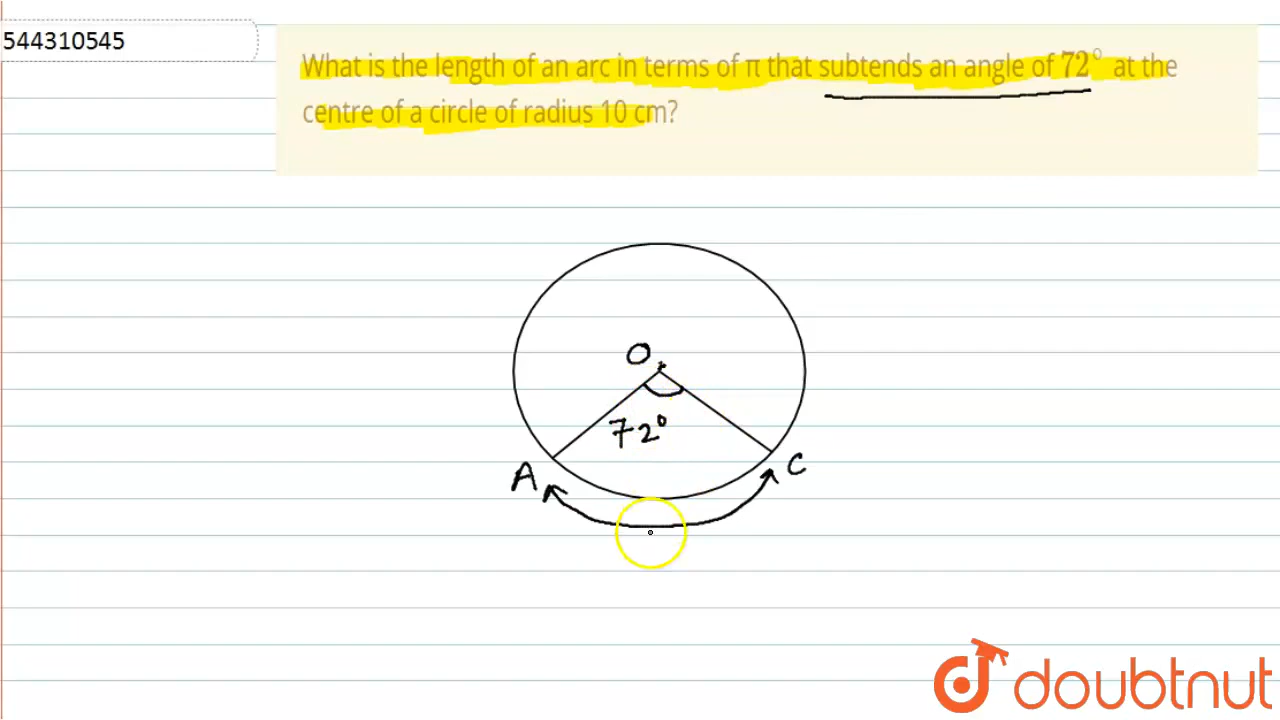 544310545
What is the length of an arc in terms of π that subtends an angle of 72° at the
centre of a circle of radius 10 cm?
O
72°
A
C
doubtnut